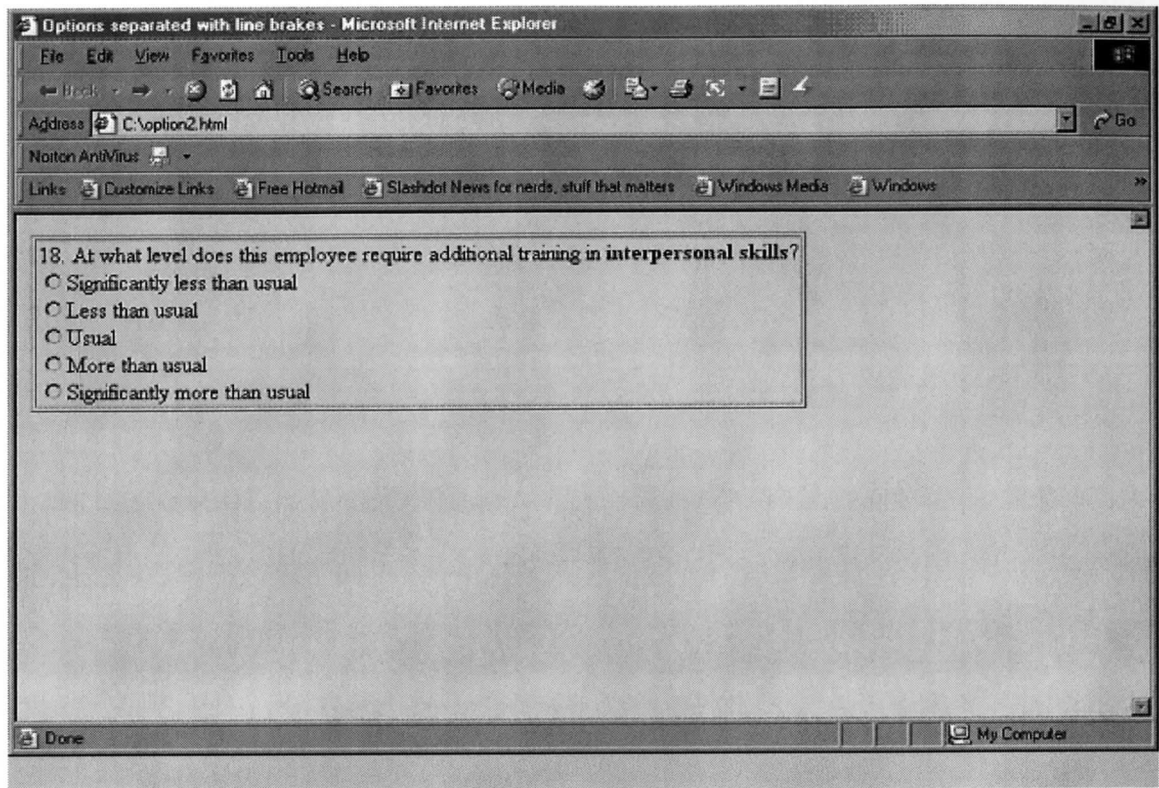 Options separated with line brakes - Microsoft Internet Explorer
File Edit View Favorites Tools Help
Back Search Favorites Media
Address C:\option2.html Go
Norton AntiVirus
Links Customize Links Free Hotmail Slashdot News for nerds, stuff that matters Windows Media Windows
18. At what level does this employee require additional training in interpersonal skills?
Significantly less than usual
Less than usual
Usual
More than usual
Significantly more than usual
Done My Computer